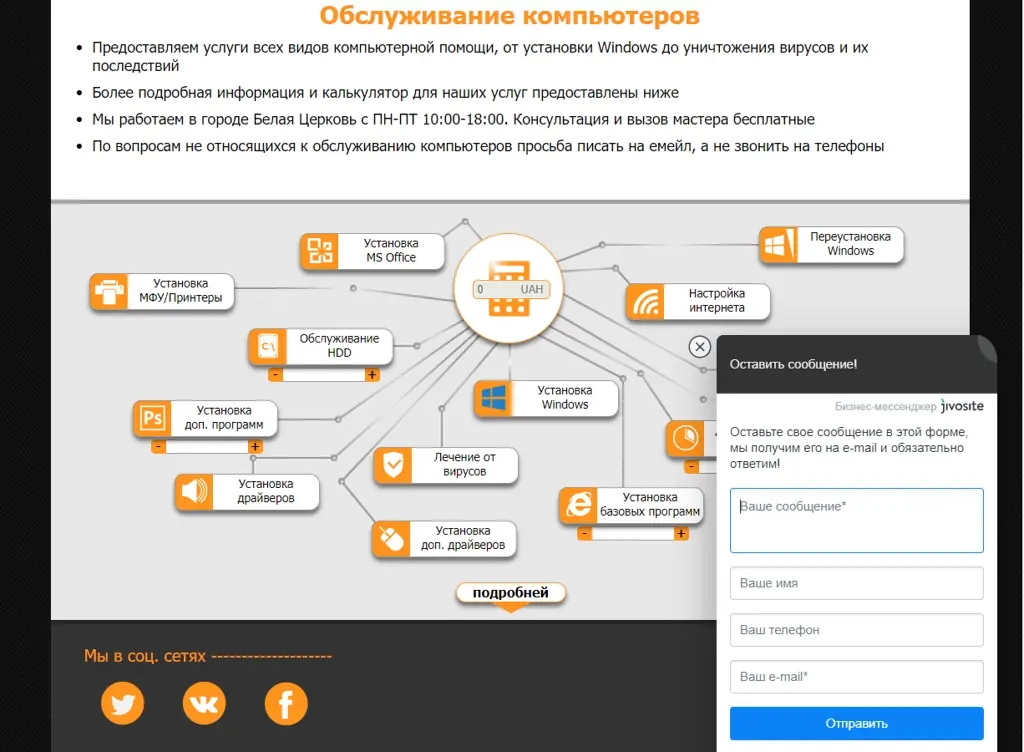 Обслуживание компьютеров
• Предоставляем услуги всех видов компьютерной помощи, от установки Windows до уничтожения вирусов и их
последствий
• Более подробная информация и калькулятор для наших услуг предоставлены ниже
• Мы работаем в городе Белая Церковь с ПН-ПТ 10:00-18:00. Консультация и вызов мастера бесплатные
• По вопросам не относящихся к обслуживанию компьютеров просьба писать на емейл, а не звонить на телефоны
Установка
MS Office
Переустановка
Windows
Установка
МФУ/Принтеры
0 UAH
Настройка
интернета
C:\
Обслуживание
HDD
- +
Установка
Windows
Ps
Установка
доп. программ
- +
Лечение от
вирусов
Установка
драйверов
Установка
базовых программ
- +
Установка
доп. драйверов
-
подробней
Мы в соц. сетях --------------------
Оставить сообщение!
Бизнес-мессенджер jivosite
Оставьте свое сообщение в этой форме,
мы получим его на e-mail и обязательно
ответим!
Ваше сообщение*
Ваше имя
Ваш телефон
Ваш e-mail*
Отправить